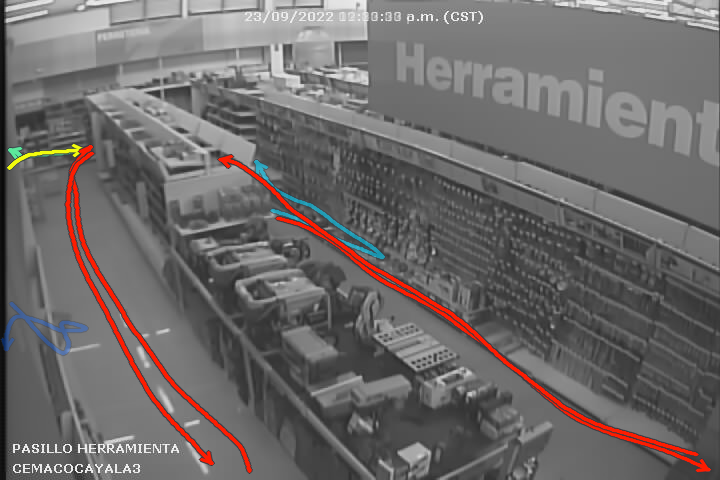 23/09/2022 p.m. (CST)
Herramient
PASILLO HERRAMIENTA
CEMACOCAYALA3